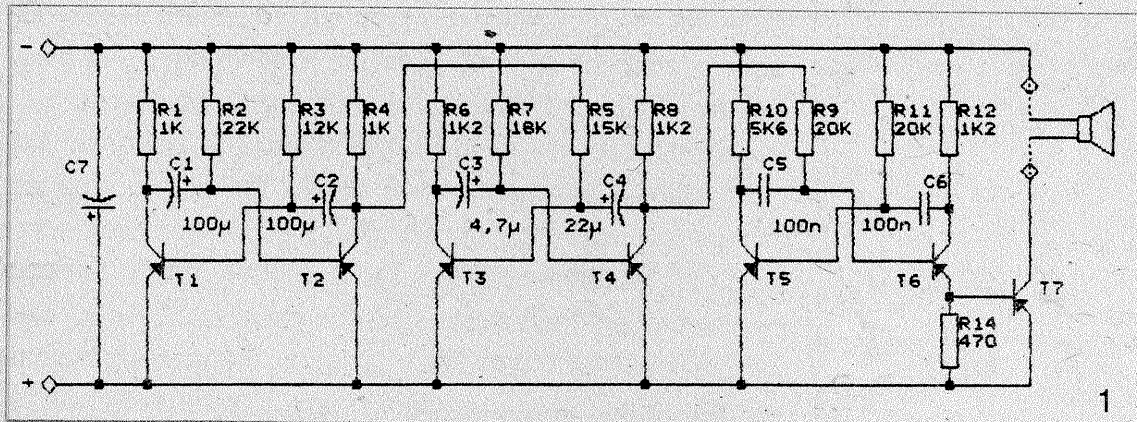 -
R1
1K
R2
22K
R3
12K
R4
1K
R6
1K2
R7
18K
R5
15K
R8
1K2
R10
5K6
R9
20K
R11
20K
R12
1K2
C7
+
C1
+
100µ
C2
+
100µ
C3
+
4,7µ
C4
+
22µ
C5
100n
C6
100n
T1
T2
T3
T4
T5
T6
T7
R14
470
+
1